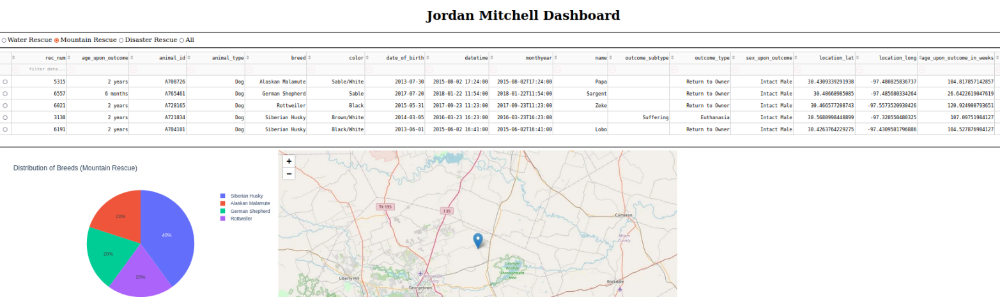 Jordan Mitchell Dashboard
Water Rescue Mountain Rescue Disaster Rescue All
rec_num age_upon_outcome animal_id animal_type breed color date_of_birth datetime monthyear name outcome_subtype outcome_type sex_upon_outcome location_lat location_long age_upon_outcome_in_weeks
filter data...
5315 2 years A708726 Dog Alaskan Malamute Sable/White 2013-07-30 2015-08-02 17:24:00 2015-08-02T17:24:00 Papa Return to Owner Intact Male 30.4309339291938 -97.480825836737 104.817857142857
6557 6 months A765461 Dog German Shepherd Sable 2017-07-20 2018-01-22 11:54:00 2018-01-22T11:54:00 Sargent Return to Owner Intact Male 30.40668985064 -97.485680334264 26.6422619047619
6021 2 years A728165 Dog Rottweiler Black 2015-05-31 2017-09-23 11:23:00 2017-09-23T11:23:00 Zeke Return to Owner Intact Male 30.466577208743 -97.5573520930426 120.924900793651
3130 2 years A721834 Dog Siberian Husky Brown/White 2014-03-05 2016-03-23 16:23:00 2016-03-23T16:23:00 Suffering Euthanasia Intact Male 30.5680998448899 -97.320550480325 107.09751984127
6191 2 years A704101 Dog Siberian Husky Black/White 2013-06-01 2015-06-02 16:41:00 2015-06-02T16:41:00 Lobo Return to Owner Intact Male 30.4263764229275 -97.4309581796886 104.527876984127
Distribution of Breeds (Mountain Rescue)
40%
20%
20%
20%
Siberian Husky
Alaskan Malamute
German Shepherd
Rottweiler
+
−
TX 195
I 35
Cameron
Milam
County
Granger
Wildlife
Management
Area
Liberty Hill
Williamson
County
Georgetown
Rockdale